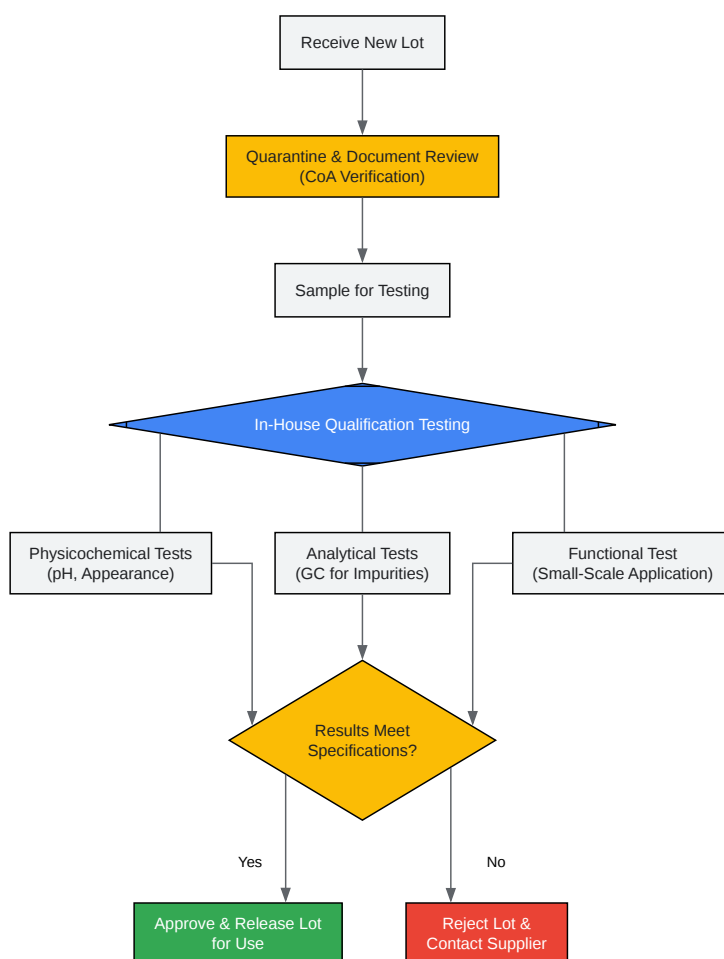 Receive New Lot
Quarantine & Document Review
(CoA Verification)
Sample for Testing
In-House Qualification Testing
Physicochemical Tests
(pH, Appearance)
Analytical Tests
(GC for Impurities)
Functional Test
(Small-Scale Application)
Results Meet
Specifications?
Yes
No
Approve & Release Lot
for Use
Reject Lot &
Contact Supplier